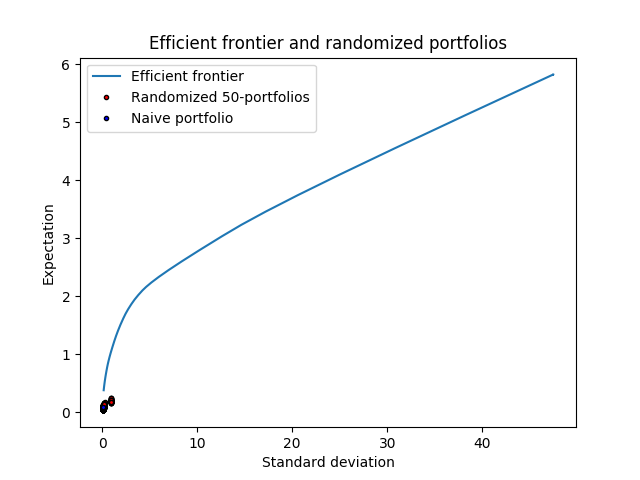 Efficient frontier and randomized portfolios
Efficient frontier
Randomized 50-portfolios
Naive portfolio
Expectation
6
5
4
3
2
1
0
0 10 20 30 40
Standard deviation